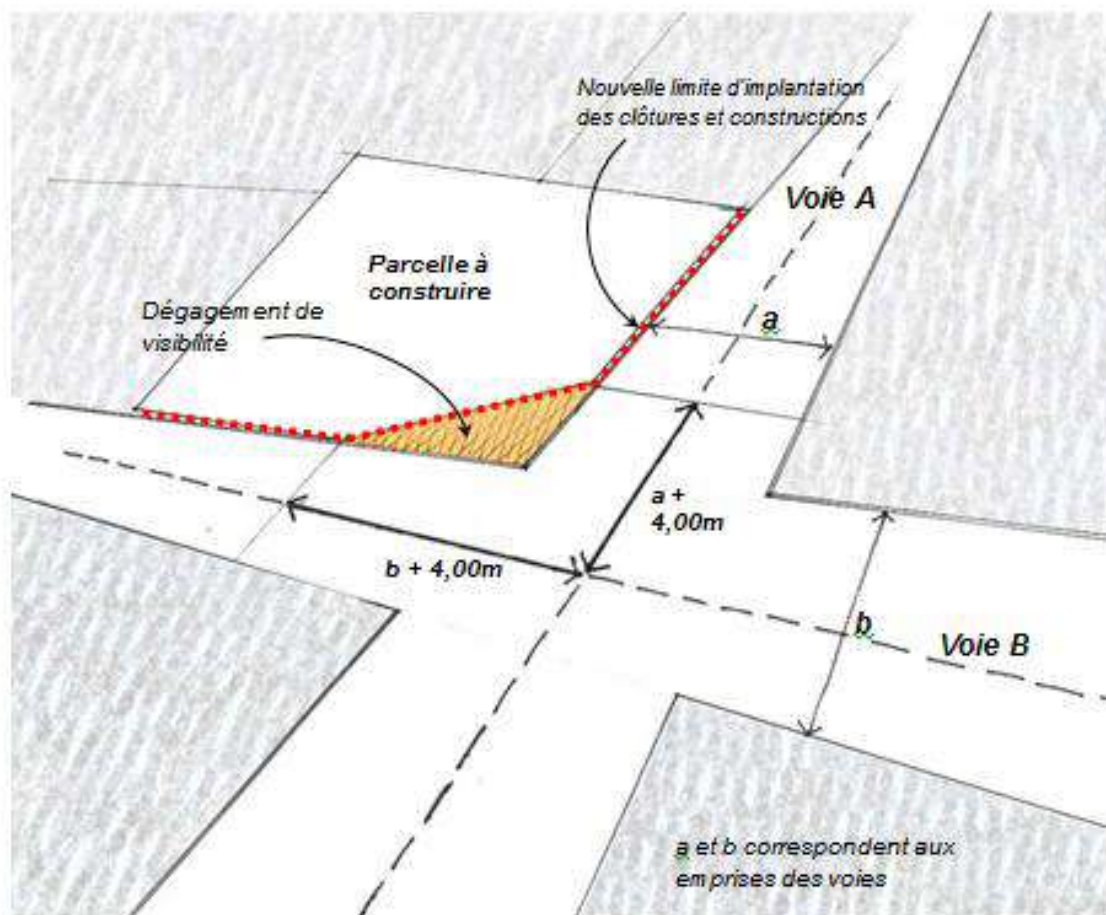 Nouvelle limite d'implantation
des clôtures et constructions
Voie A
Parcelle à
construire
Dégagement de
visibilité
a
a +
4,00m
b + 4,00m
b
Voie B
a et b correspondent aux
emprises des voies